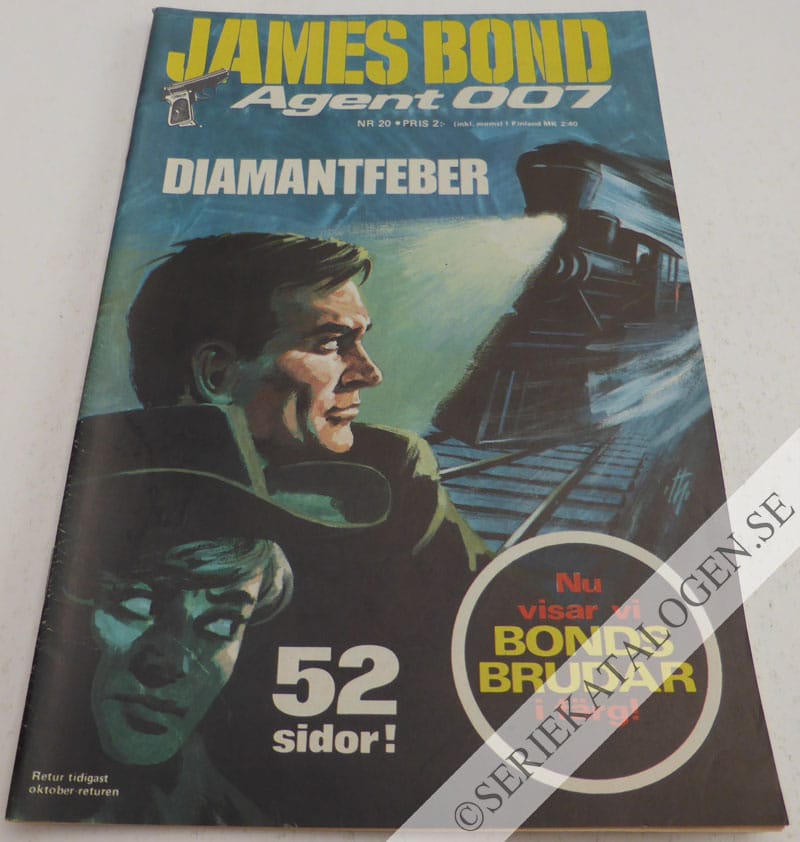 JAMES BOND
Agent 007
NR 20 • PRIS 2:- (inkl. moms) I Finland MK 2:40
DIAMANTFEBER
Nu
visar vi
BONDS
BRUDAR
i färg!
52
sidor!
Retur tidigast
oktober-returen
©SERIEKATALOGEN.SE